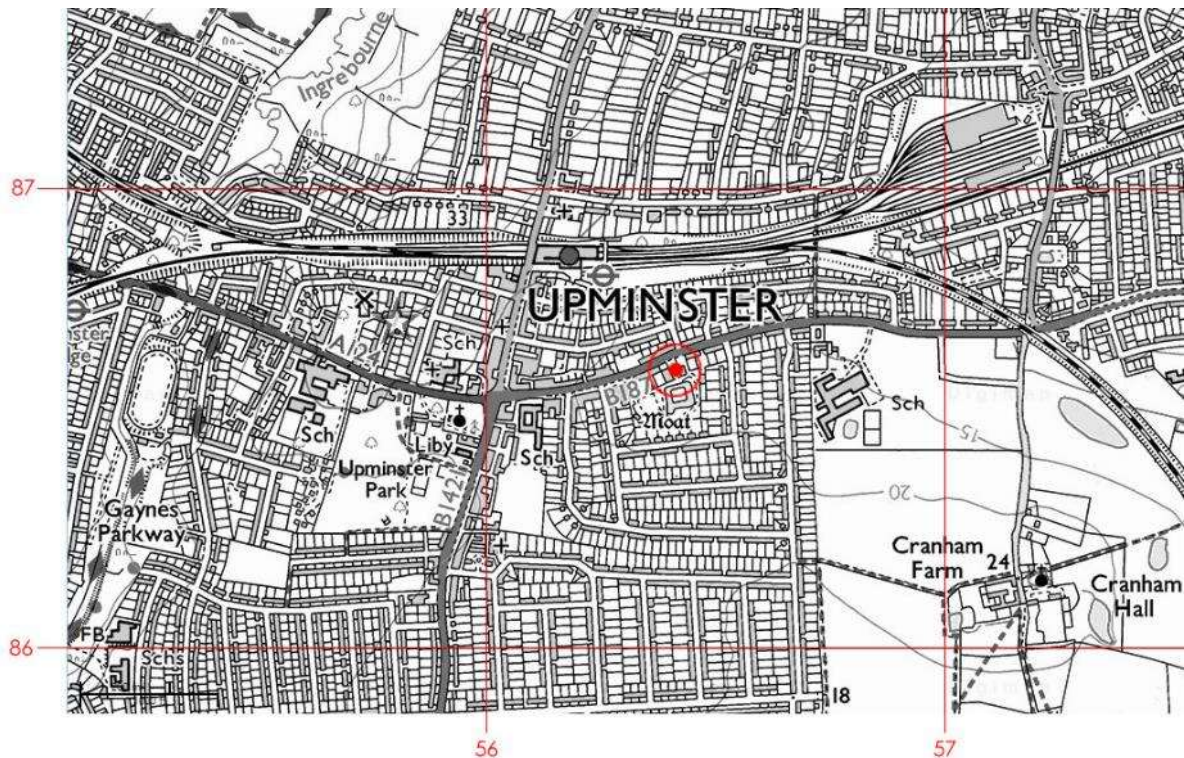 Ingrebourne
87
33
UPMINSTER
A124
Sch
B187
Moat
Sch
15
Sch
Liby
Sch
Upminster
Park
20
B1421
Gaynes
Parkway
Cranham
Farm
24
Cranham
Hall
FB
86
Schs
18
56
57